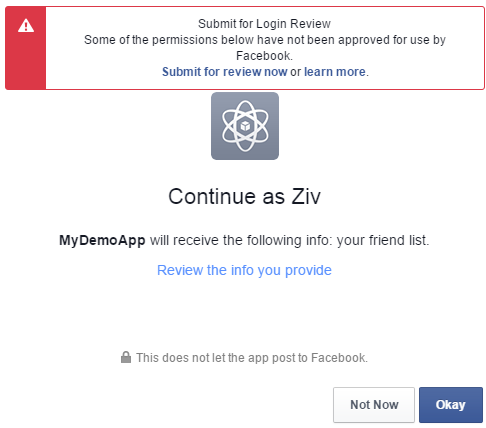 Submit for Login Review
Some of the permissions below have not been approved for use by
Facebook.
Submit for review now or learn more.
Continue as Ziv
MyDemoApp will receive the following info: your friend list.
Review the info you provide
This does not let the app post to Facebook.
Not Now Okay